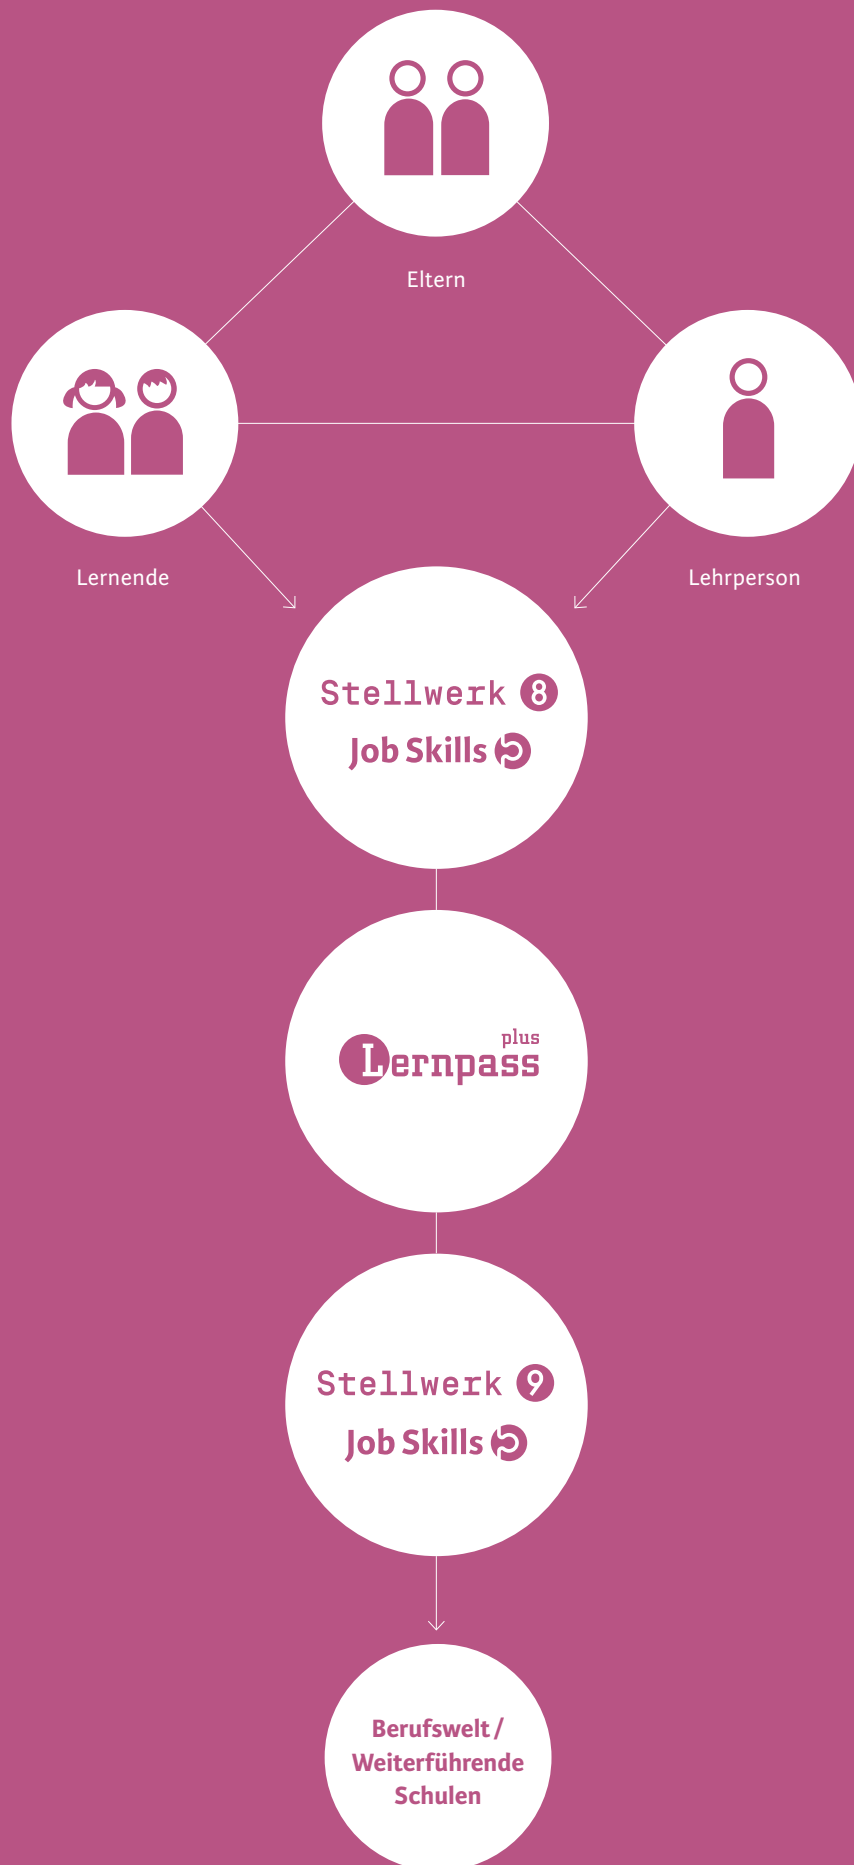 Eltern
Lernende
Lehrperson
Stellwerk 8
Job Skills
plus
Lernpass
Stellwerk 9
Job Skills
Berufswelt /
Weiterführende
Schulen